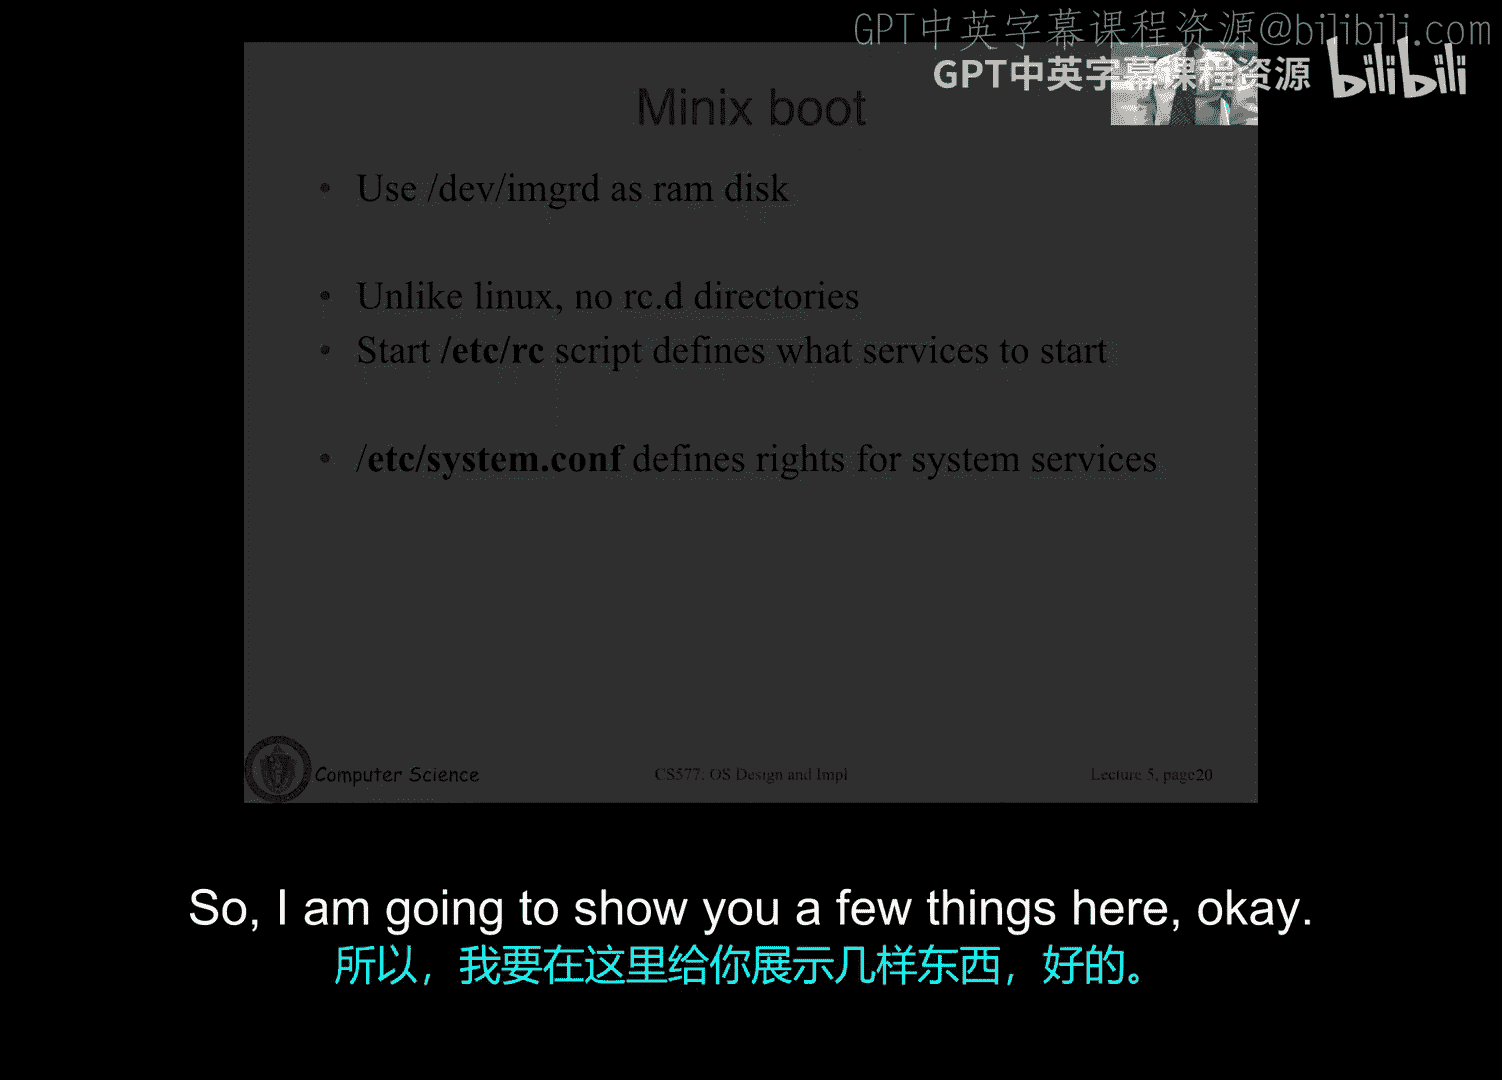 GPT中英字幕课程资源@bilibili.com
GPT中英字幕课程资源 bilibili
Minix boot
• Use /dev/imgrd as ram disk
• Unlike linux, no rc.d directories
• Start /etc/rc script defines what services to start
• /etc/system.conf defines rights for system services
Computer Science
CS577: OS Design and Impl
Lecture 5, page20
So, I am going to show you a few things here, okay.
所以，我要在这里给你展示几样东西，好的。